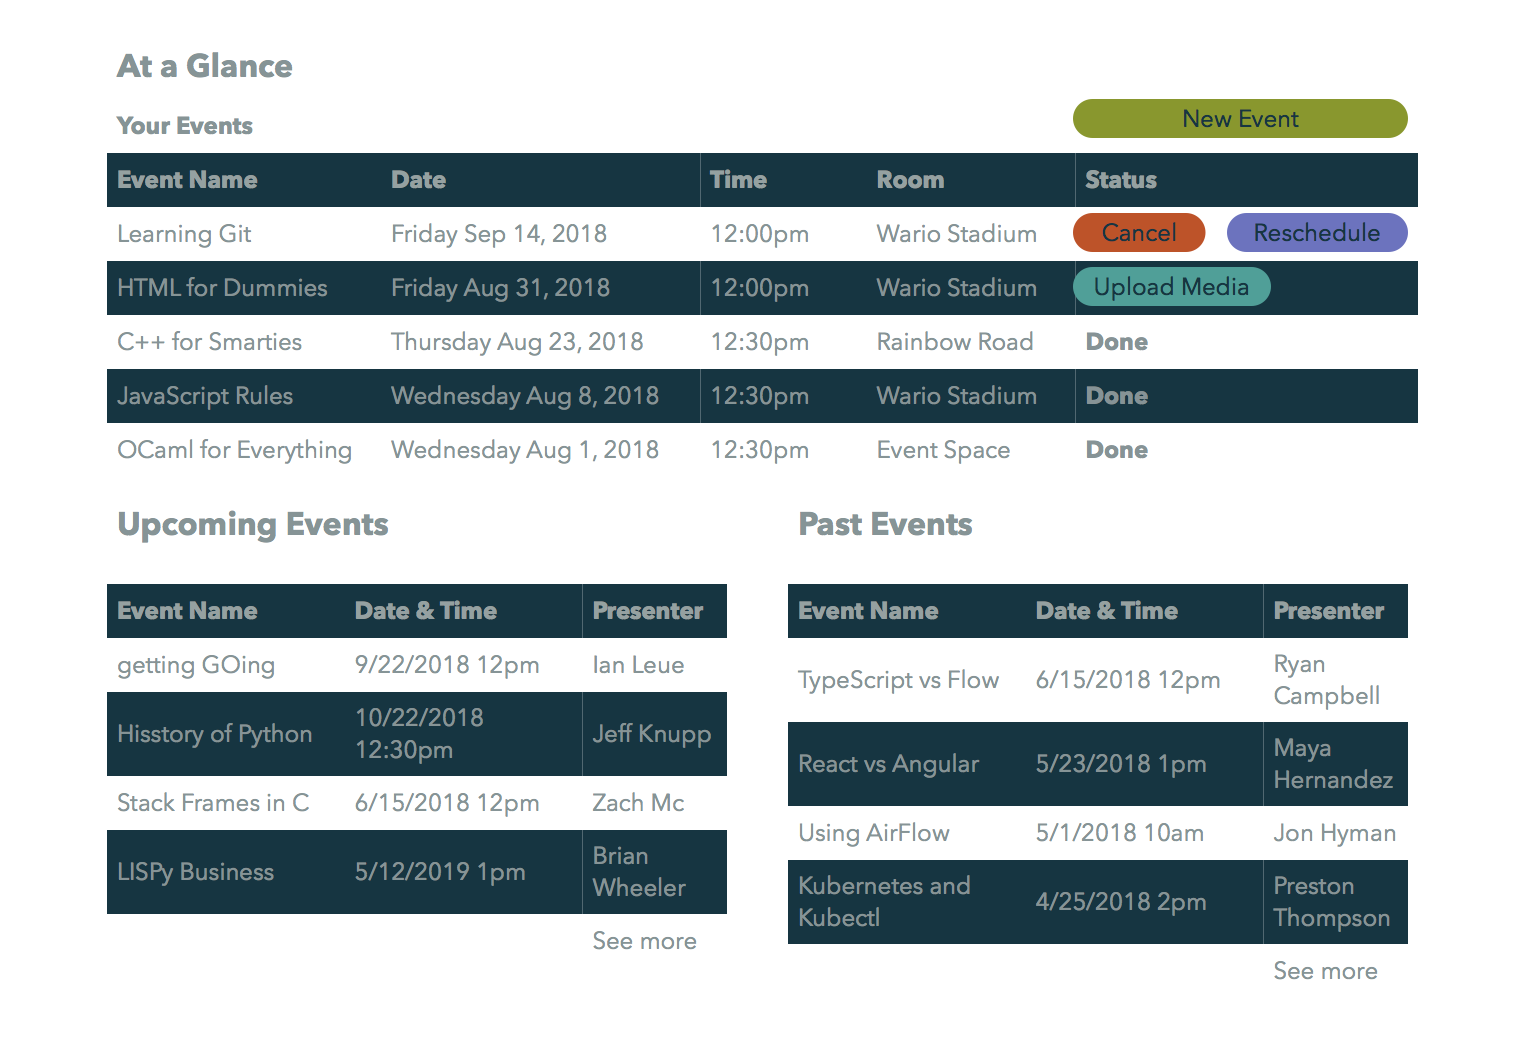 At a Glance
Your Events
New Event
Event Name Date Time Room Status
Learning Git Friday Sep 14, 2018 12:00pm Wario Stadium Cancel Reschedule
HTML for Dummies Friday Aug 31, 2018 12:00pm Wario Stadium Upload Media
C++ for Smarties Thursday Aug 23, 2018 12:30pm Rainbow Road Done
JavaScript Rules Wednesday Aug 8, 2018 12:30pm Wario Stadium Done
OCaml for Everything Wednesday Aug 1, 2018 12:30pm Event Space Done
Upcoming Events
Event Name Date & Time Presenter
getting GOing 9/22/2018 12pm Ian Leue
Hisstory of Python 10/22/2018
12:30pm Jeff Knupp
Stack Frames in C 6/15/2018 12pm Zach Mc
LISPy Business 5/12/2019 1pm Brian
Wheeler
See more
Past Events
Event Name Date & Time Presenter
TypeScript vs Flow 6/15/2018 12pm Ryan
Campbell
React vs Angular 5/23/2018 1pm Maya
Hernandez
Using AirFlow 5/1/2018 10am Jon Hyman
Kubernetes and
Kubectl 4/25/2018 2pm Preston
Thompson
See more